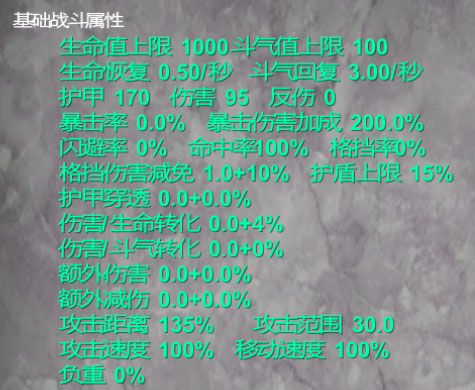 基础战斗属性
生命值上限 1000 斗气值上限 100
生命恢复 0.50/秒 斗气回复 3.00/秒
护甲 170 伤害 95 反伤 0
暴击率 0.0% 暴击伤害加成 200.0%
闪避率 0% 命中率100% 格挡率0%
格挡伤害减免 1.0+10% 护盾上限 15%
护甲穿透 0.0+0.0%
伤害/生命转化 0.0+4%
伤害/斗气转化 0.0+0%
额外伤害 0.0+0.0%
额外减伤 0.0+0.0%
攻击距离 135% 攻击范围 30.0
攻击速度 100% 移动速度 100%
负重 0%